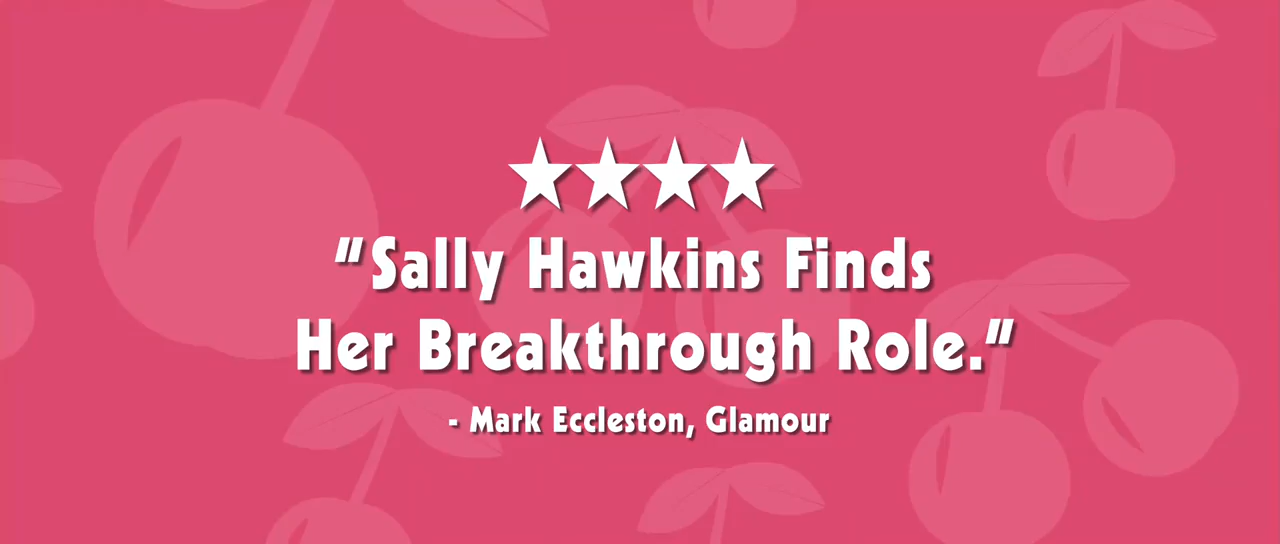 "Sally Hawkins Finds
Her Breakthrough Role."
- Mark Eccleston, Glamour